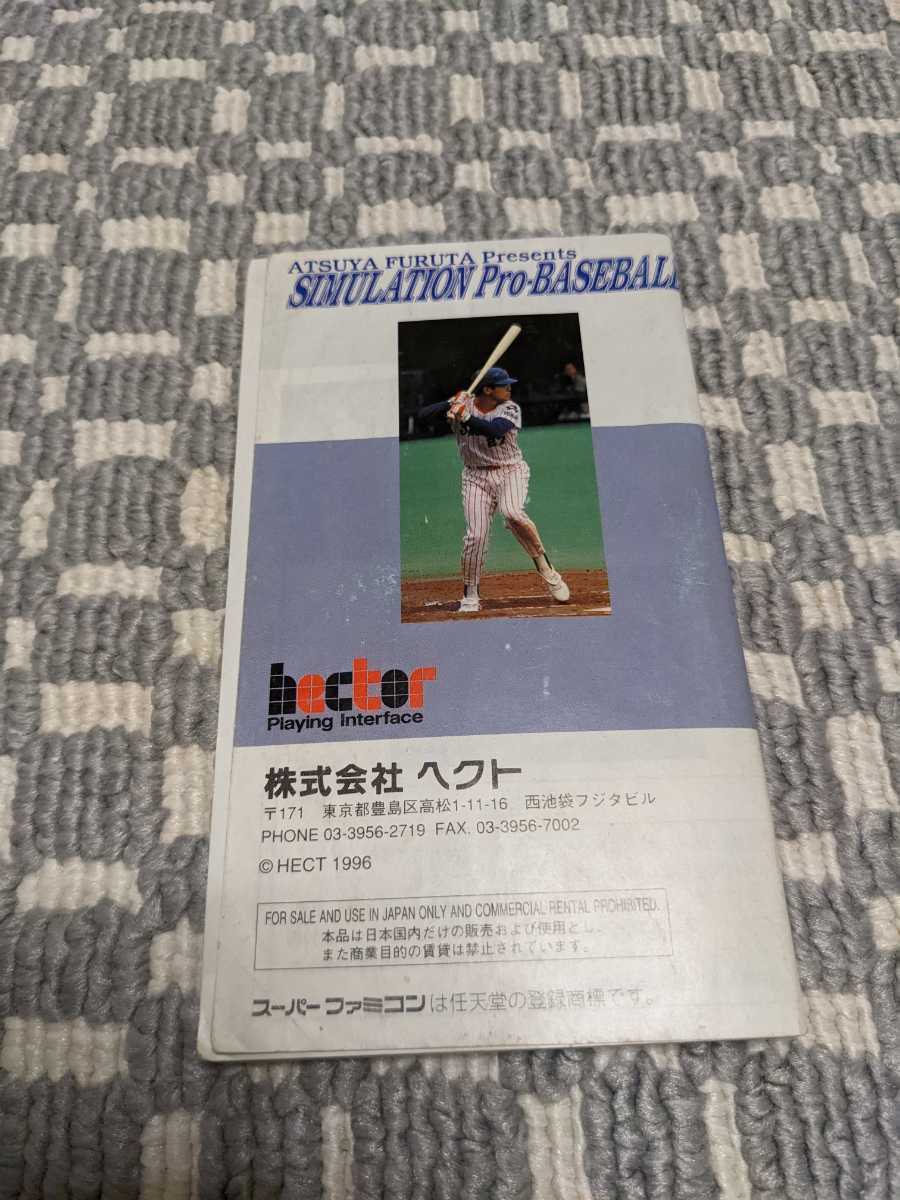 ATSUYA FURUTA Presents
SIMULATION Pro-BASEBALL
hector
Playing Interface
株式会社 ヘクト
〒171 東京都豊島区高松1-11-16 西池袋フジタビル
PHONE 03-3956-2719 FAX. 03-3956-7002
©HECT 1996
FOR SALE AND USE IN JAPAN ONLY AND COMMERCIAL RENTAL PROHIBITED.
本品は日本国内だけの販売および使用とし、
また商業目的の賃貸は禁止されています。
スーパーファミコンは任天堂の登録商標です。